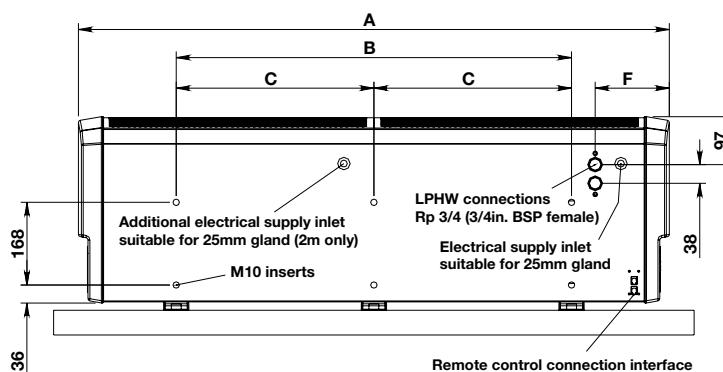 A
B
C
C
F
97
LPHW connections
Rp 3/4 (3/4in. BSP female)
38
168
Additional electrical supply inlet
suitable for 25mm gland (2m only)
Electrical supply inlet
suitable for 25mm gland
M10 inserts
36
Remote control connection interface